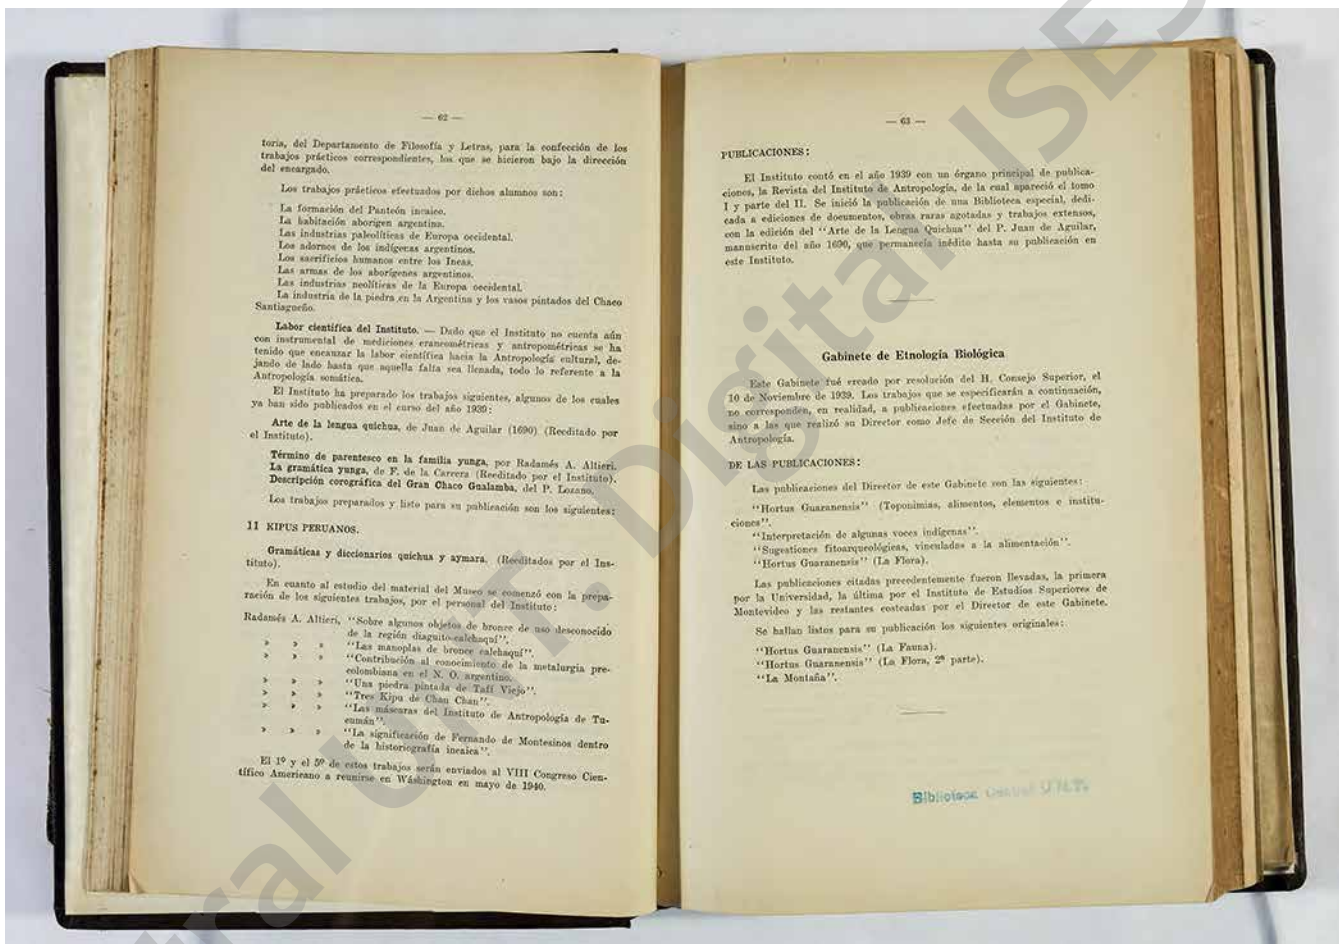 — 62 —
toria, del Departamento de Filosofía y Letras, para la confección de los
trabajos prácticos correspondientes, los que se hicieron bajo la dirección
del encargado.
Los trabajos prácticos efectuados por dichos alumnos son:
La formación del Panteón incaico.
La habitación aborigen argentina.
Las industrias paleolíticas de Europa occidental.
Los adornos de los indígenas argentinos.
Los sacrificios humanos entre los Incas.
Las armas de los aborígenes argentinos.
Las industrias neolíticas de la Europa occidental.
La industria de la piedra en la Argentina y los vasos pintados del Chaco
Santiagueño.
Labor científica del Instituto. — Dado que el Instituto no cuenta aún
con instrumental de mediciones craneométricas y antropométricas se ha
tenido que encauzar la labor científica hacia la Antropología cultural, de-
jando de lado hasta que aquella falta sea llenada, todo lo referente a la
Antropología somática.
El Instituto ha preparado los trabajos siguientes, algunos de los cuales
ya han sido publicados en el curso del año 1939:
Arte de la lengua quichua, de Juan de Aguilar (1690) (Reeditado por
el Instituto).
Término de parentesco en la familia yunga, por Radamés A. Altieri.
La gramática yunga, de F. de la Carrera (Reeditado por el Instituto).
Descripción corográfica del Gran Chaco Gualamba, del P. Lozano.
Los trabajos preparados y listo para su publicación son los siguientes:
11 KIPUS PERUANOS.
Gramáticas y diccionarios quichua y aymara. (Reeditados por el Ins-
tituto).
En cuanto al estudio del material del Museo se comenzó con la prepa-
ración de los siguientes trabajos, por el personal del Instituto:
Radamés A. Altieri, “Sobre algunos objetos de bronce de uso desconocido
de la región diaguito-calchaquí”.
» » » “Las manoplas de bronce calchaquí”.
» » » “Contribución al conocimiento de la metalurgia pre-
colombiana en el N. O. argentino.
» » » “Una piedra pintada de Tafí Viejo”.
» » » “Tres Kipu de Chan Chan”.
» » » “Las máscaras del Instituto de Antropología de Tu-
cumán”.
» » » “La significación de Fernando de Montesinos dentro
de la historiografía incaica”.
El 1º y el 5º de estos trabajos serán enviados al VIII Congreso Cien-
tífico Americano a reunirse en Wáshington en mayo de 1940.
— 63 —
PUBLICACIONES:
El Instituto contó en el año 1939 con un órgano principal de publica-
ciones, la Revista del Instituto de Antropología, de la cual apareció el tomo
I y parte del II. Se inició la publicación de una Biblioteca especial, dedi-
cada a ediciones de documentos, obras raras agotadas y trabajos extensos,
con la edición del “Arte de la Lengua Quichua” del P. Juan de Aguilar,
manuscrito del año 1690, que permanecía inédito hasta su publicación en
este Instituto.
Gabinete de Etnología Biológica
Este Gabinete fué creado por resolución del H. Consejo Superior, el
10 de Noviembre de 1939. Los trabajos que se especificarán a continuación,
no corresponden, en realidad, a publicaciones efectuadas por el Gabinete,
sino a las que realizó su Director como Jefe de Sección del Instituto de
Antropología.
DE LAS PUBLICACIONES:
Las publicaciones del Director de este Gabinete son las siguientes:
“Hortus Guaranensis” (Toponimias, alimentos, elementos e institu-
ciones”.
“Interpretación de algunas voces indígenas”.
“Sugestiones fitoarqueológicas, vinculadas a la alimentación”.
“Hortus Guaranensis” (La Flora).
Las publicaciones citadas precedentemente fueron llevadas, la primera
por la Universidad, la última por el Instituto de Estudios Superiores de
Montevideo y las restantes costeadas por el Director de este Gabinete.
Se hallan listos para su publicación los siguientes originales:
“Hortus Guaranensis” (La Fauna).
“Hortus Guaranensis” (La Flora, 2ª parte).
“La Montaña”.
Biblioteca Central U.N.T.
tral UNT. Digital ISES